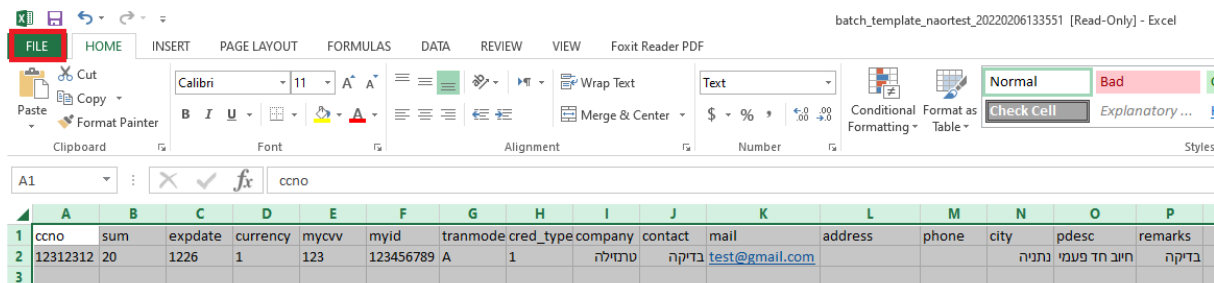 batch_template_naortest_20220206133551 [Read-Only] - Excel
FILE HOME INSERT PAGE LAYOUT FORMULAS DATA REVIEW VIEW Foxit Reader PDF
Cut
Copy
Format Painter
Paste
Clipboard
Calibri 11
B I U
Font
Wrap Text
Merge & Center
Alignment
Text
$ % ,
Number
Conditional Formatting
Format as Table
Normal Bad
Check Cell Explanatory ...
Styles
A1 fx ccno
A B C D E F G H I J K L M N O P
1 ccno sum expdate currency mycvv myid tranmode cred_type company contact mail address phone city pdesc remarks
2 12312312 20 1226 1 123 123456789 A 1 טרנזילה בדיקה test@gmail.com נתניה חיוב חד פעמי בדיקה
3